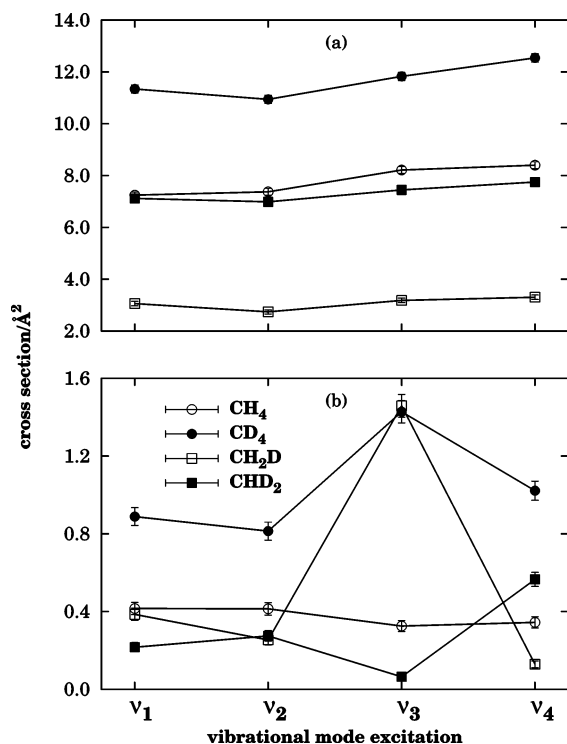 14.0
(a)
12.0
10.0
8.0
6.0
4.0
2.0
cross section/Å²
1.6
(b)
CH₄
CD₄
CH₂D
CHD₂
1.2
0.8
0.4
0.0
ν₁ ν₂ ν₃ ν₄
vibrational mode excitation